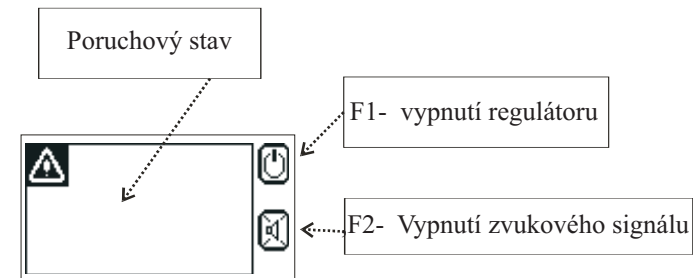 Poruchový stav
F1- vypnutí regulátoru
F2- Vypnutí zvukového signálu